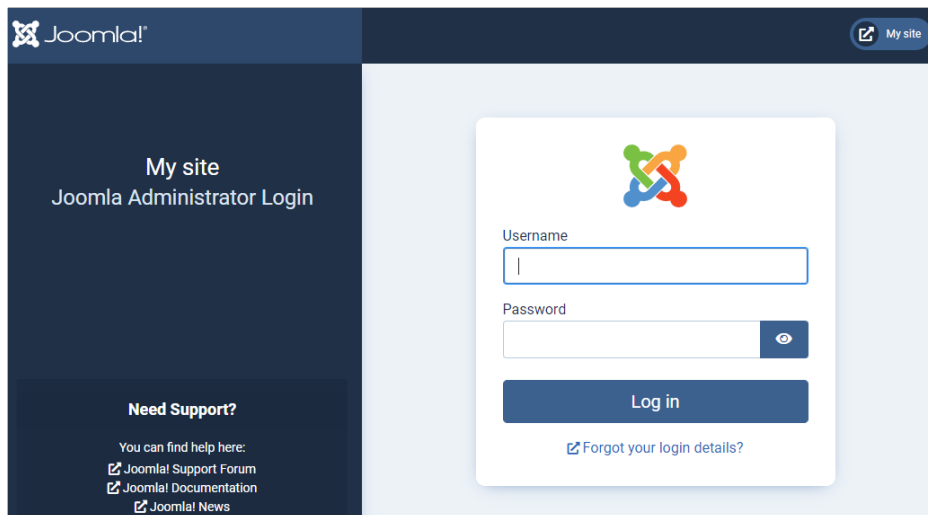 Joomla!®
My site
My site
Joomla Administrator Login
Need Support?
You can find help here:
Joomla! Support Forum
Joomla! Documentation
Joomla! News
Username
Password
Log in
Forgot your login details?